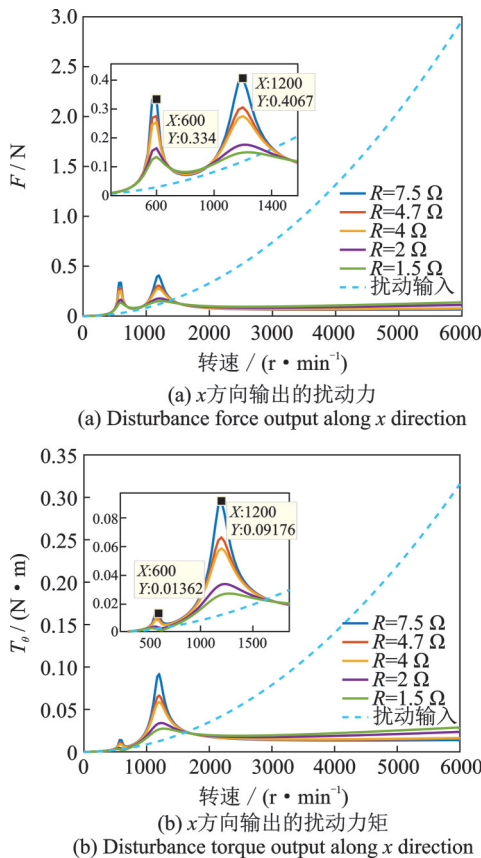 (a)
3.0
2.5
2.0
1.5
1.0
0.5
0
F / N
0.4
0.3
0.2
0.1
0
X:600
Y:0.334
X:1200
Y:0.4067
600
1000
1400
R=7.5 Ω
R=4.7 Ω
R=4 Ω
R=2 Ω
R=1.5 Ω
扰动输入
0 1000 2000 3000 4000 5000 6000
转速 / (r · min⁻¹)
(a) x方向输出的扰动力
(a) Disturbance force output along x direction
(b)
0.35
0.30
0.25
0.20
0.15
0.10
0.05
0
T_θ / (N · m)
0.08
0.06
0.04
0.02
0
X:600
Y:0.01362
X:1200
Y:0.09176
500
1000
1500
R=7.5 Ω
R=4.7 Ω
R=4 Ω
R=2 Ω
R=1.5 Ω
扰动输入
0 1000 2000 3000 4000 5000 6000
转速 / (r · min⁻¹)
(b) x方向输出的扰动力矩
(b) Disturbance torque output along x direction